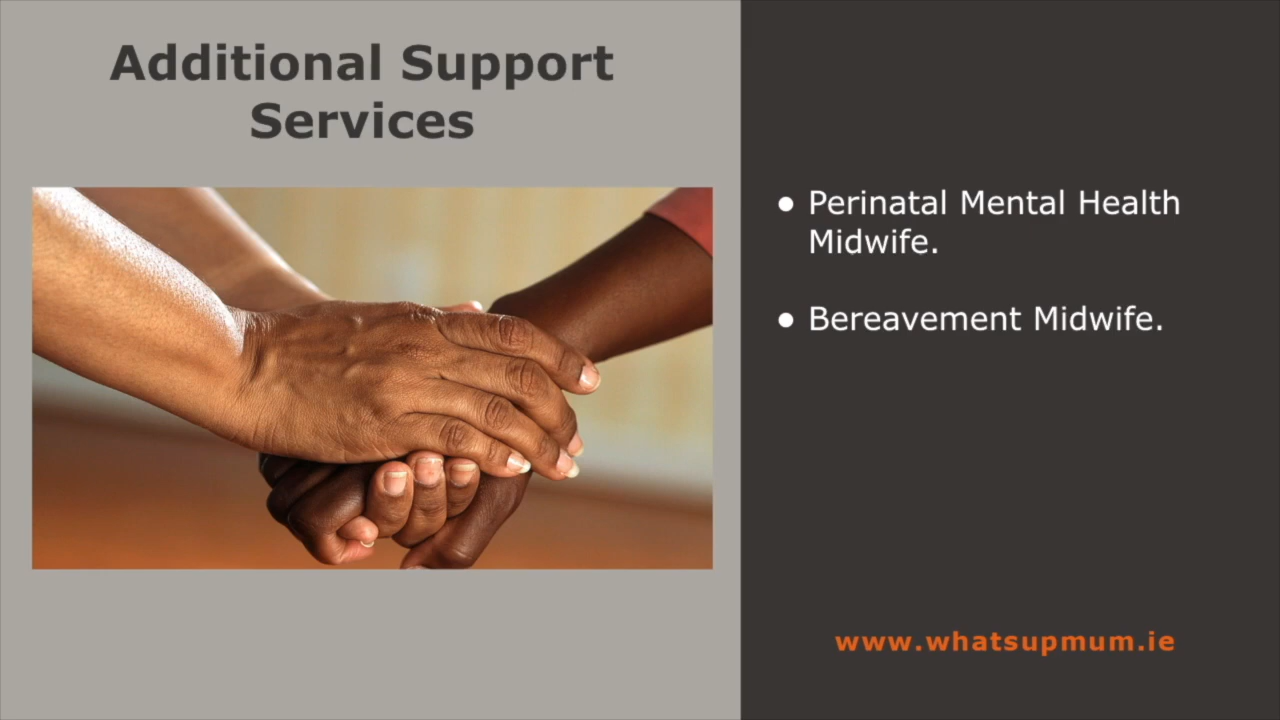 Additional Support
Services
● Perinatal Mental Health
Midwife.
● Bereavement Midwife.
www.whatsupmum.ie